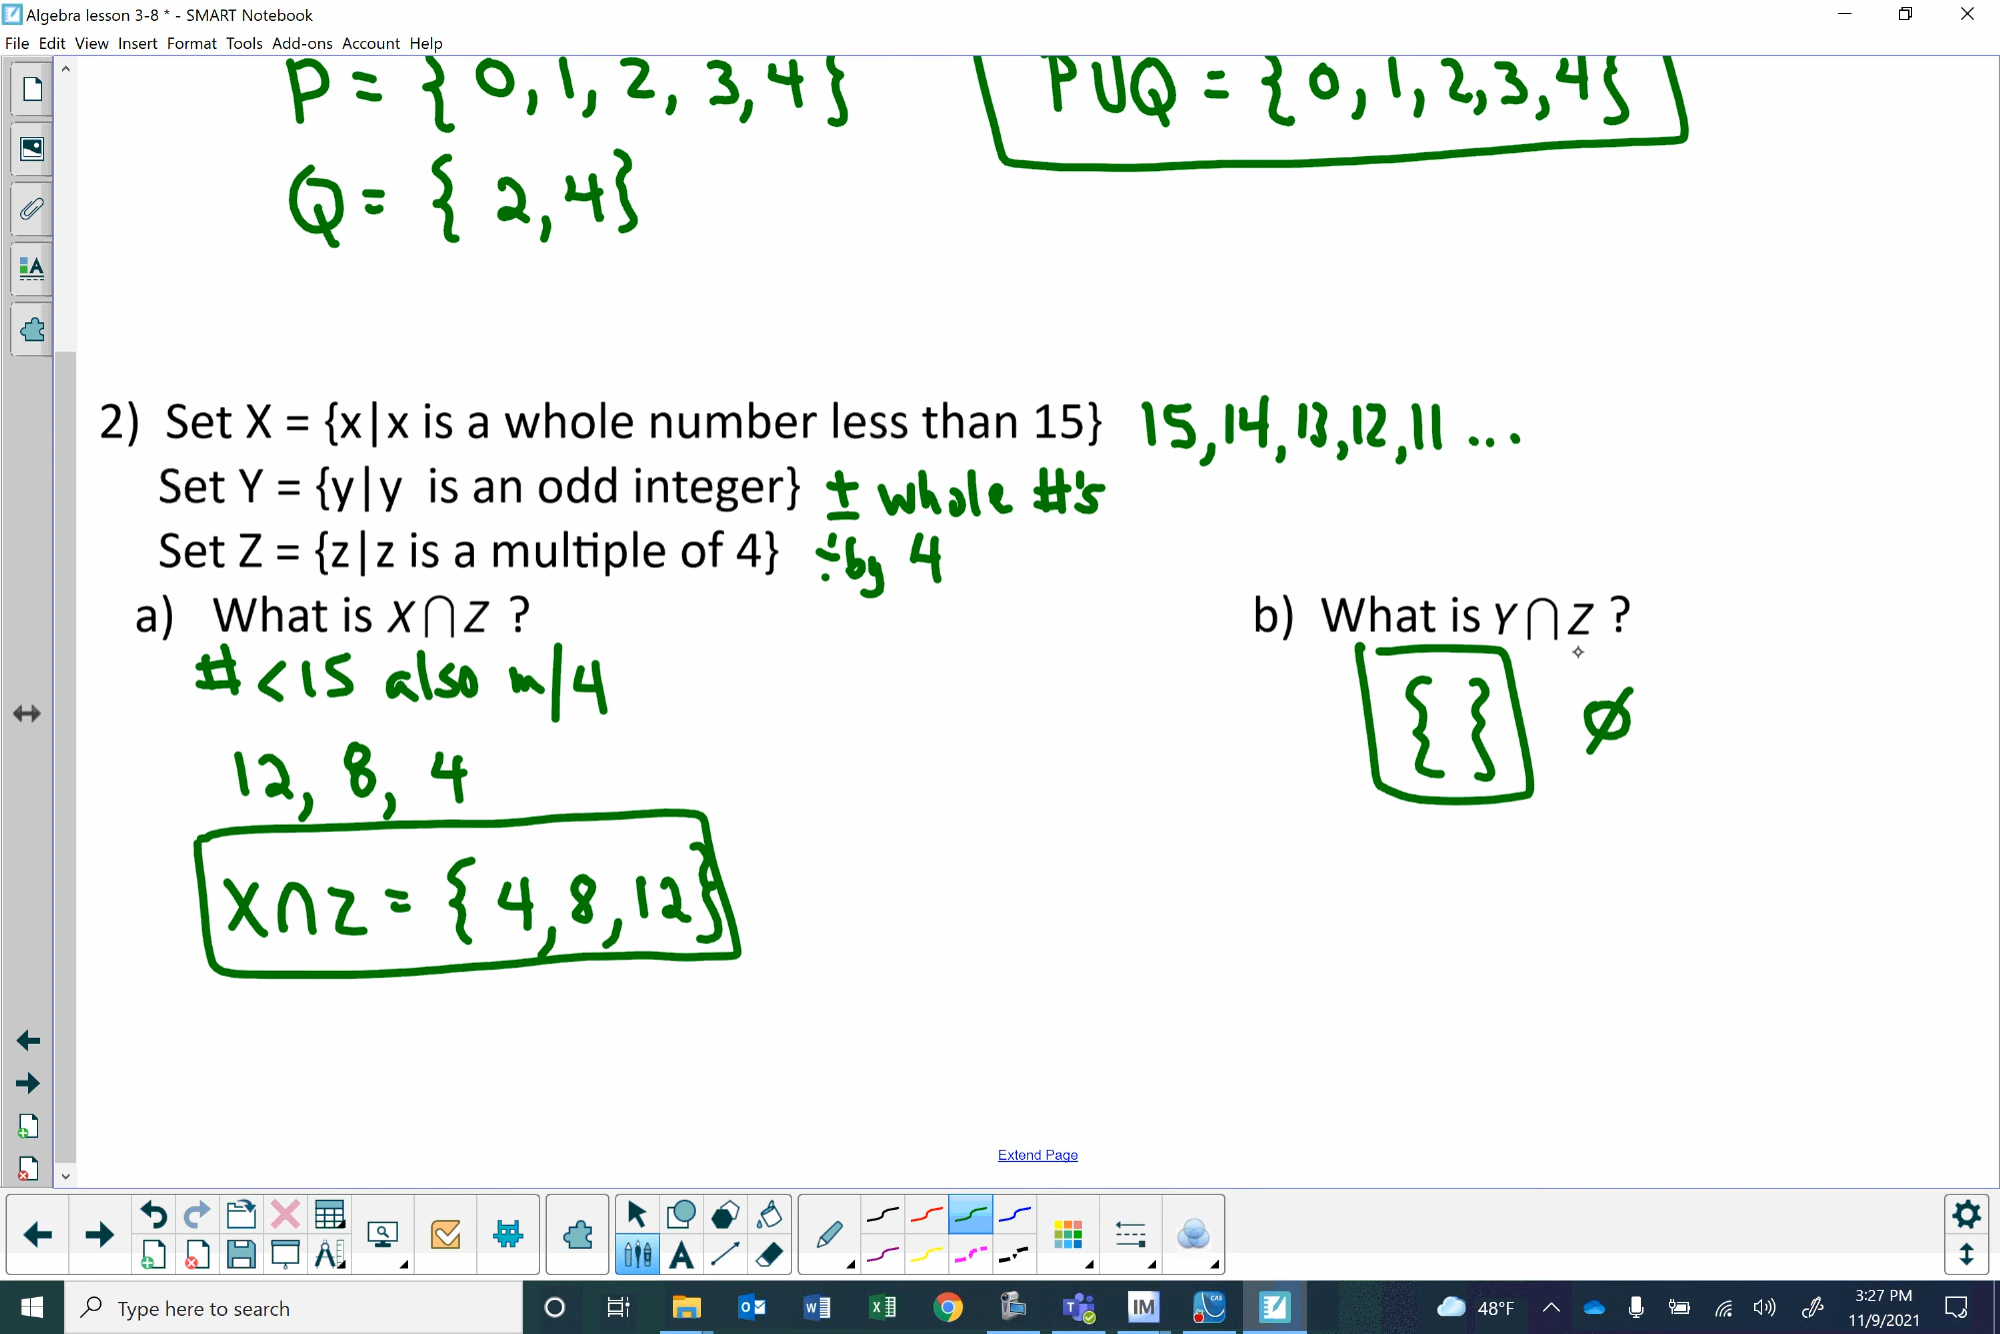 Algebra lesson 3-8 * - SMART Notebook
File Edit View Insert Format Tools Add-ons Account Help
P = { 0, 1, 2, 3, 4 }
P∪Q = { 0, 1, 2, 3, 4 }
Q = { 2, 4 }
2) Set X = {x|x is a whole number less than 15} 15, 14, 13, 12, 11 ...
Set Y = {y|y is an odd integer} ± whole #'s
Set Z = {z|z is a multiple of 4} ÷ by 4
a) What is X∩Z ?
b) What is Y∩Z ?
# < 15 also m/4
{ } ∅
12, 8, 4
X∩Z = { 4, 8, 12 }
Extend Page
Type here to search
48°F
3:27 PM
11/9/2021